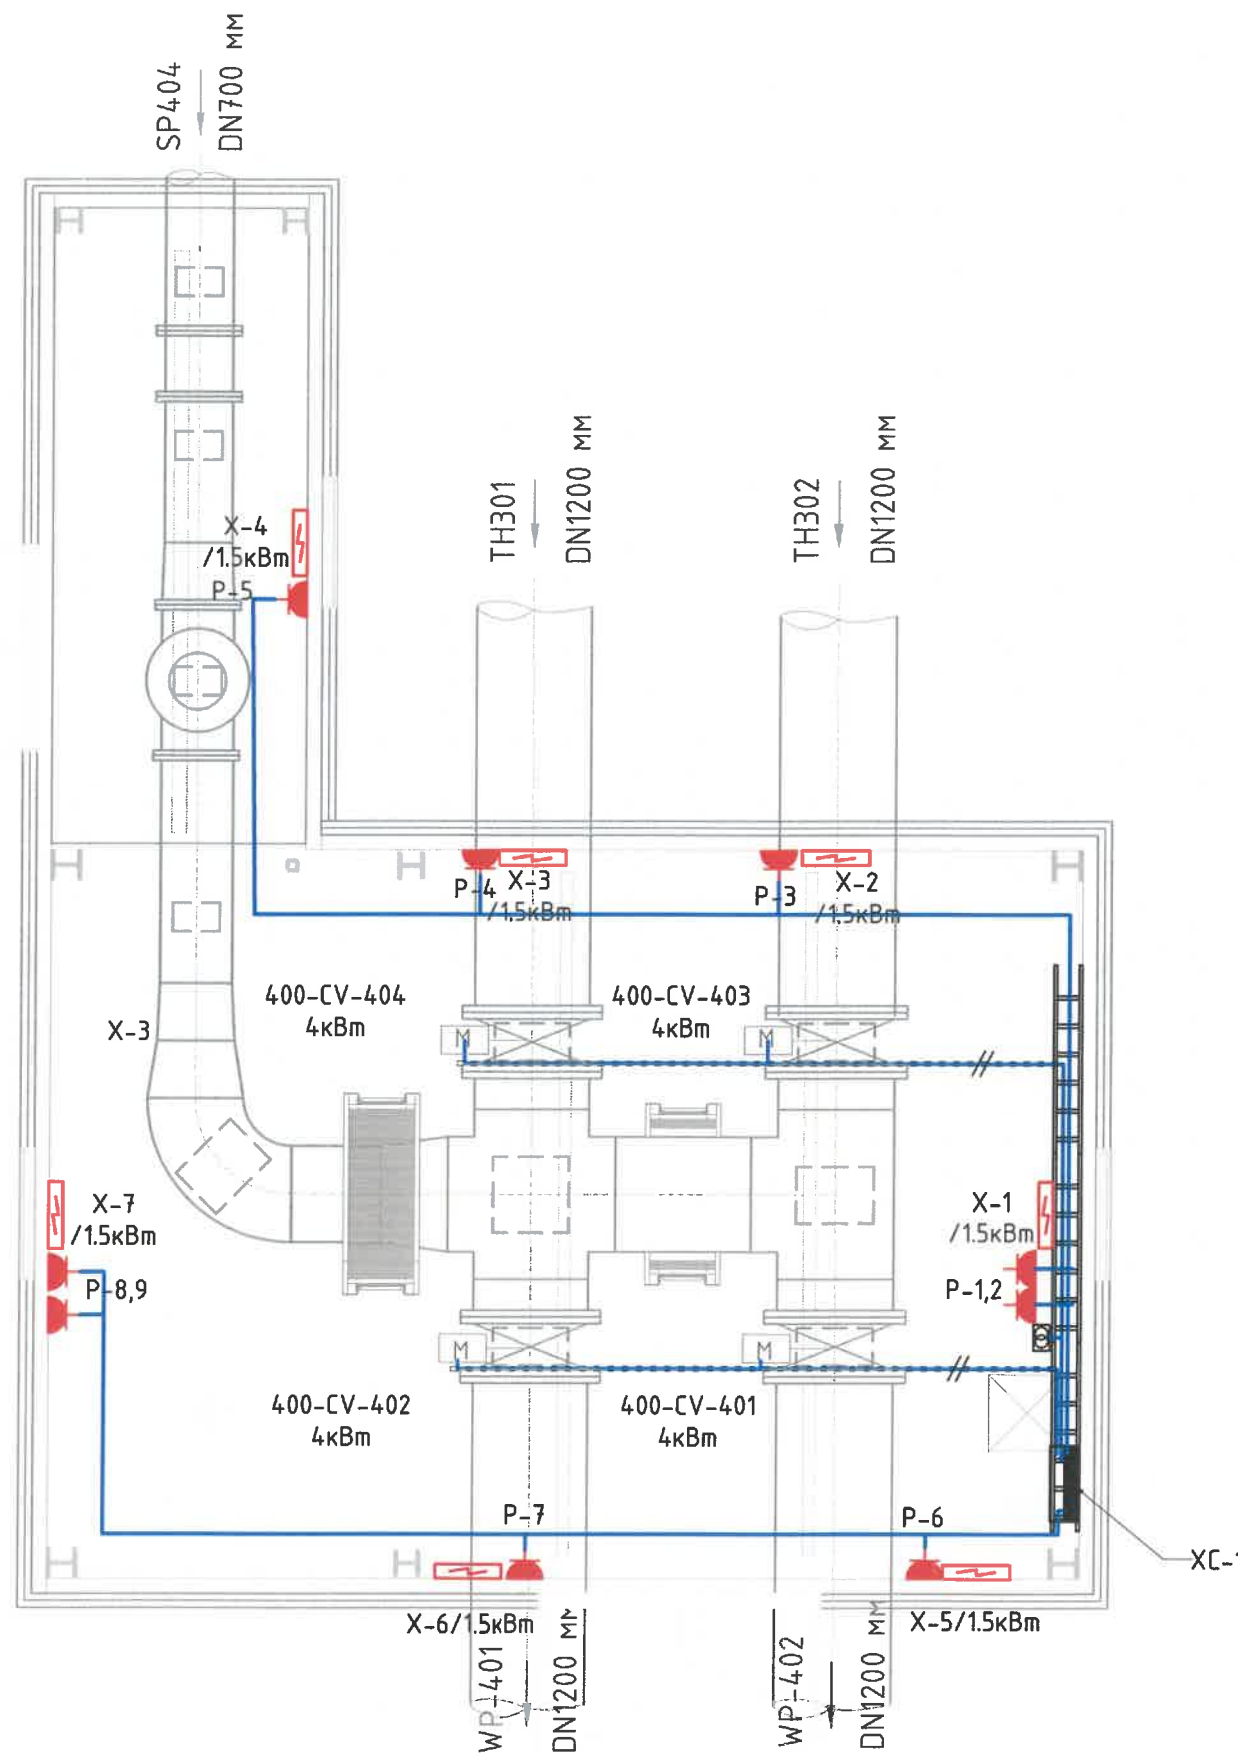 SP404
DN700 мм
X-4
/1.5кВт
P-5
TH301
DN1200 мм
TH302
DN1200 мм
P-4
X-3
/1.5кВт
P-3
X-2
/1.5кВт
400-CV-404
4кВт
400-CV-403
4кВт
X-3
M
M
X-7
/1.5кВт
P-8,9
X-1
/1.5кВт
P-1,2
M
M
400-CV-402
4кВт
400-CV-401
4кВт
P-7
P-6
XC-1
X-6/1.5кВт
X-5/1.5кВт
WP-401
DN1200 мм
WP-402
DN1200 мм